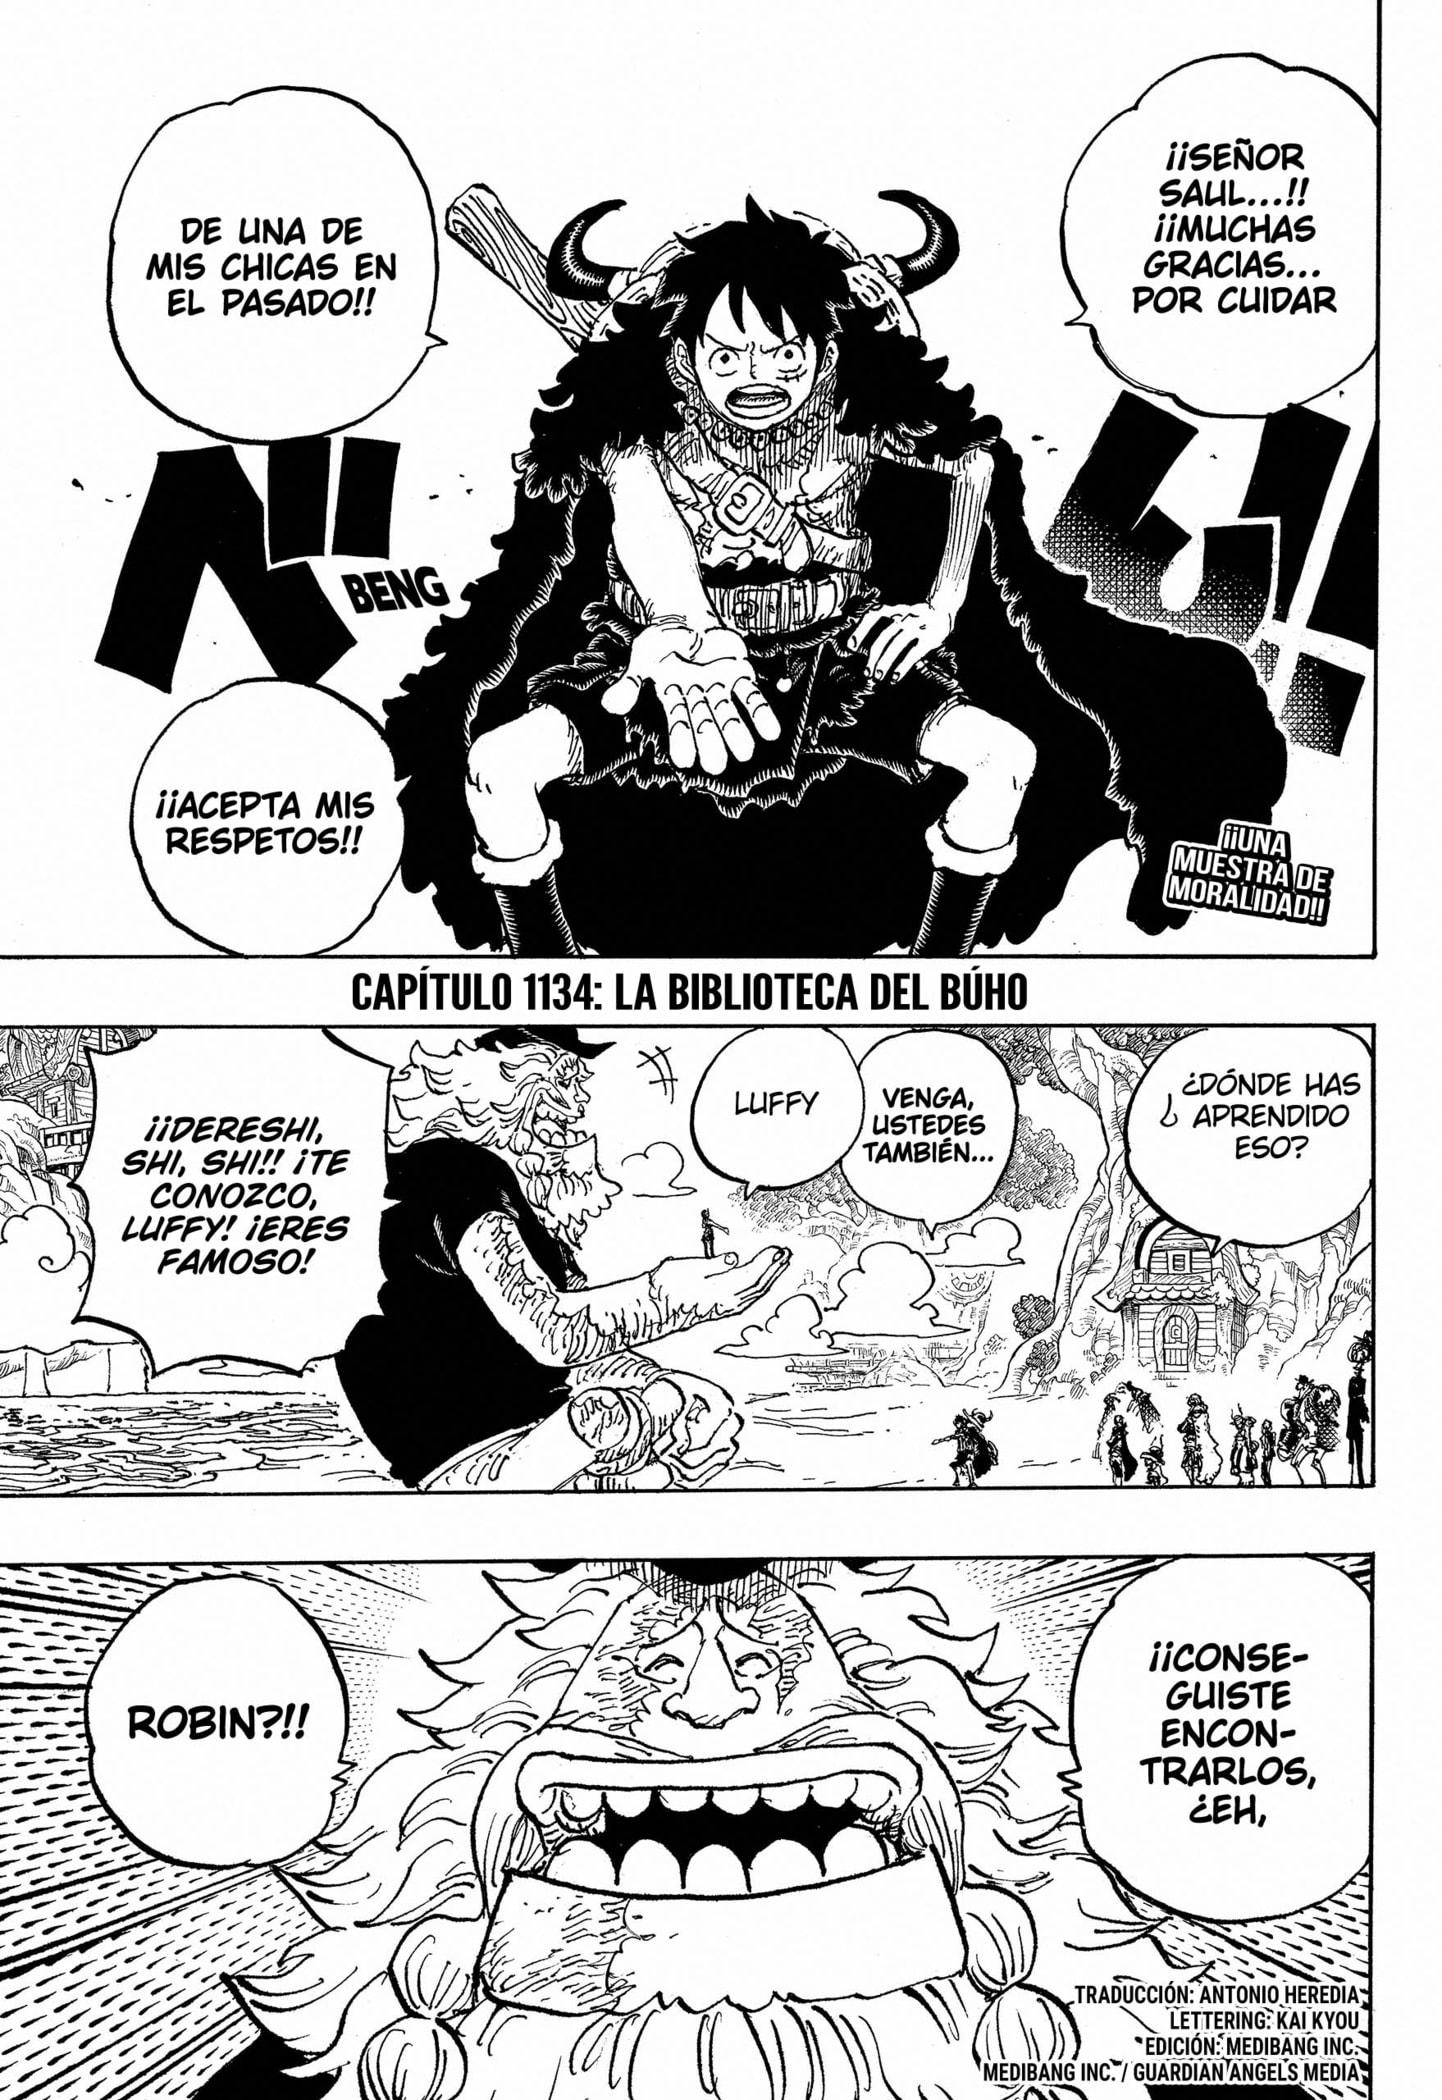 ¡¡SEÑOR
SAUL...!!
¡¡MUCHAS
GRACIAS...
POR CUIDAR
DE UNA DE
MIS CHICAS EN
EL PASADO!!
ベ
BENG
ン!!
¡¡ACEPTA MIS
RESPETOS!!
¡¡UNA
MUESTRA DE
MORALIDAD!!
CAPÍTULO 1134: LA BIBLIOTECA DEL BÚHO
¿DÓNDE HAS
APRENDIDO
ESO?
VENGA,
USTEDES
TAMBIÉN...
LUFFY
¡¡DERESHI,
SHI, SHI!! ¡TE
CONOZCO,
LUFFY! ¡ERES
FAMOSO!
¡¡CONSE-
GUISTE
ENCON-
TRARLOS,
¿EH,
ROBIN?!!
TRADUCCIÓN: ANTONIO HEREDIA
LETTERING: KAI KYOU
EDICIÓN: MEDIBANG INC.
MEDIBANG INC. / GUARDIAN ANGELS MEDIA